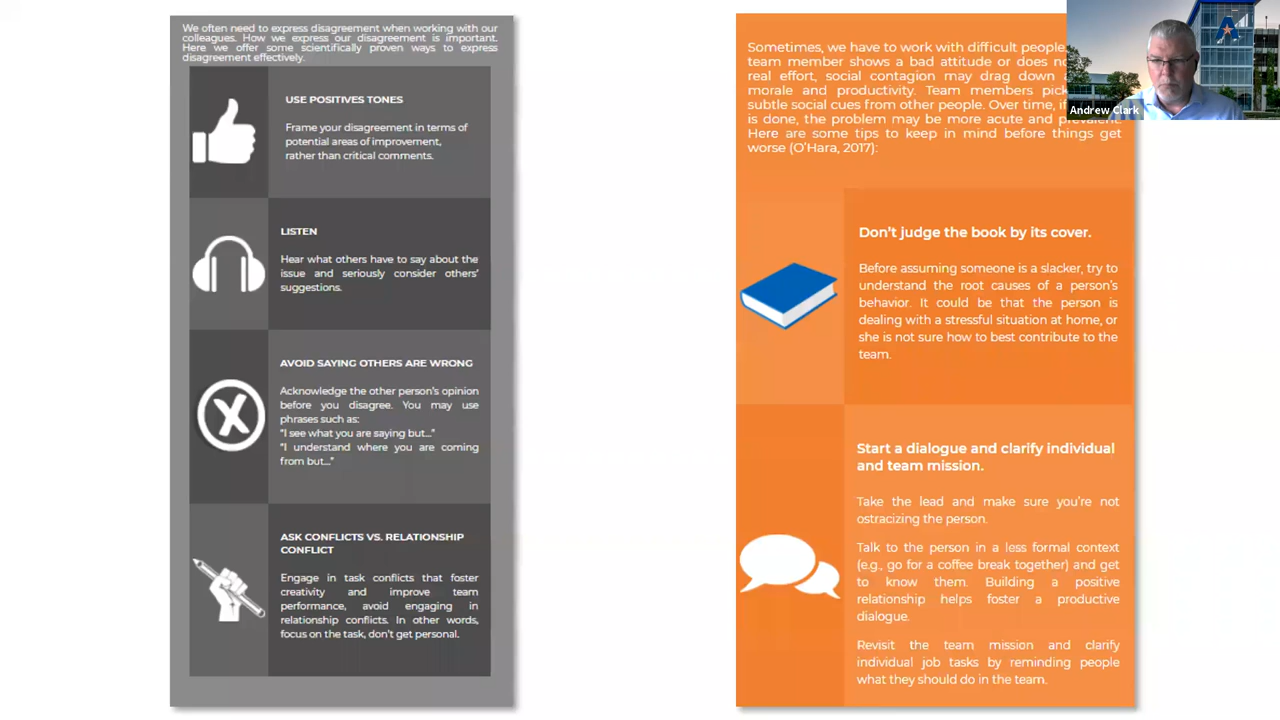 We often need to express disagreement when working with our
colleagues. How we express our disagreement is important.
Here we offer some scientifically proven ways to express
disagreement effectively.
USE POSITIVES TONES
Frame your disagreement in terms of
potential areas of improvement,
rather than critical comments.
LISTEN
Hear what others have to say about the
issue and seriously consider others'
suggestions.
AVOID SAYING OTHERS ARE WRONG
Acknowledge the other person's opinion
before you disagree. You may use
phrases such as:
"I see what you are saying but..."
"I understand where you are coming
from but..."
ASK CONFLICTS VS. RELATIONSHIP
CONFLICT
Engage in task conflicts that foster
creativity and improve team
performance, avoid engaging in
relationship conflicts. In other words,
focus on the task, don't get personal.
Sometimes, we have to work with difficult people
team member shows a bad attitude or does
real effort, social contagion may drag down
morale and productivity. Team members
subtle social cues from other people. Over time,
is done, the problem may be more acute and prevalent.
Here are some tips to keep in mind before things get
worse (O'Hara, 2017):
Don't judge the book by its cover.
Before assuming someone is a slacker, try to
understand the root causes of a person's
behavior. It could be that the person is
dealing with a stressful situation at home, or
she is not sure how to best contribute to the
team.
Start a dialogue and clarify individual
and team mission.
Take the lead and make sure you're not
ostracizing the person.
Talk to the person in a less formal context
(e.g., go for a coffee break together) and get
to know them. Building a positive
relationship helps foster a productive
dialogue.
Revisit the team mission and clarify
individual job tasks by reminding people
what they should do in the team.
A
Andrew Clark